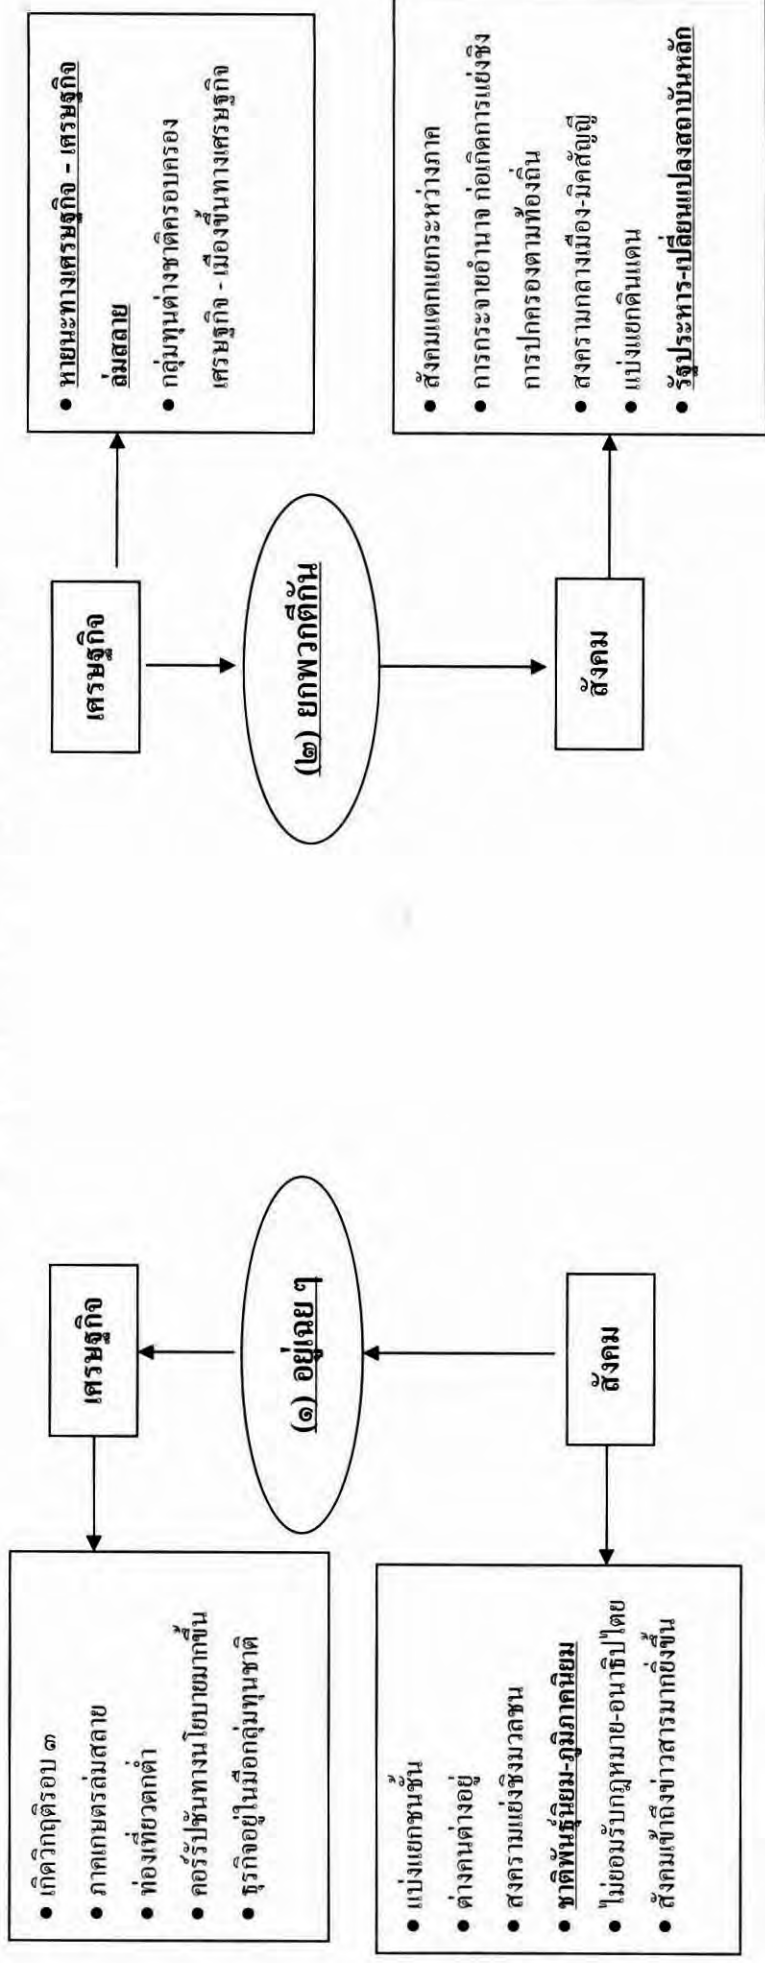 ● เกิดวิกฤติรอบ ๓
● ภาคเกษตรล่มสลาย
● ท่องเที่ยวตกต่ำ
● คอร์รัปชันทางนโยบายมากขึ้น
● ธุรกิจอยู่ในมือกลุ่มทุนชาติ
เศรษฐกิจ
(๑) อยู่เฉย ๆ
สังคม
● แบ่งแยกชนชั้น
● ต่างคนต่างอยู่
● สงครามแย่งชิงมวลชน
● ชาติพันธุ์นิยม-ภูมิภาคนิยม
● ไม่ยอมรับกฎหมาย-อนาธิปไตย
● สังคมเข้าถึงข่าวสารมากยิ่งขึ้น
เศรษฐกิจ
● หายนะทางเศรษฐกิจ - เศรษฐกิจ
ล่มสลาย
● กลุ่มทุนต่างชาติครอบครอง
เศรษฐกิจ - เมืองขึ้นทางเศรษฐกิจ
(๒) ยกพวกตีกัน
สังคม
● สังคมแตกแยกระหว่างภาค
● การกระจายอำนาจ ก่อเกิดการแย่งชิง
การปกครองตามท้องถิ่น
● สงครามกลางเมือง-มิคสัญญี
● แบ่งแยกดินแดน
● รัฐประหาร-เปลี่ยนแปลงสถาบันหลัก